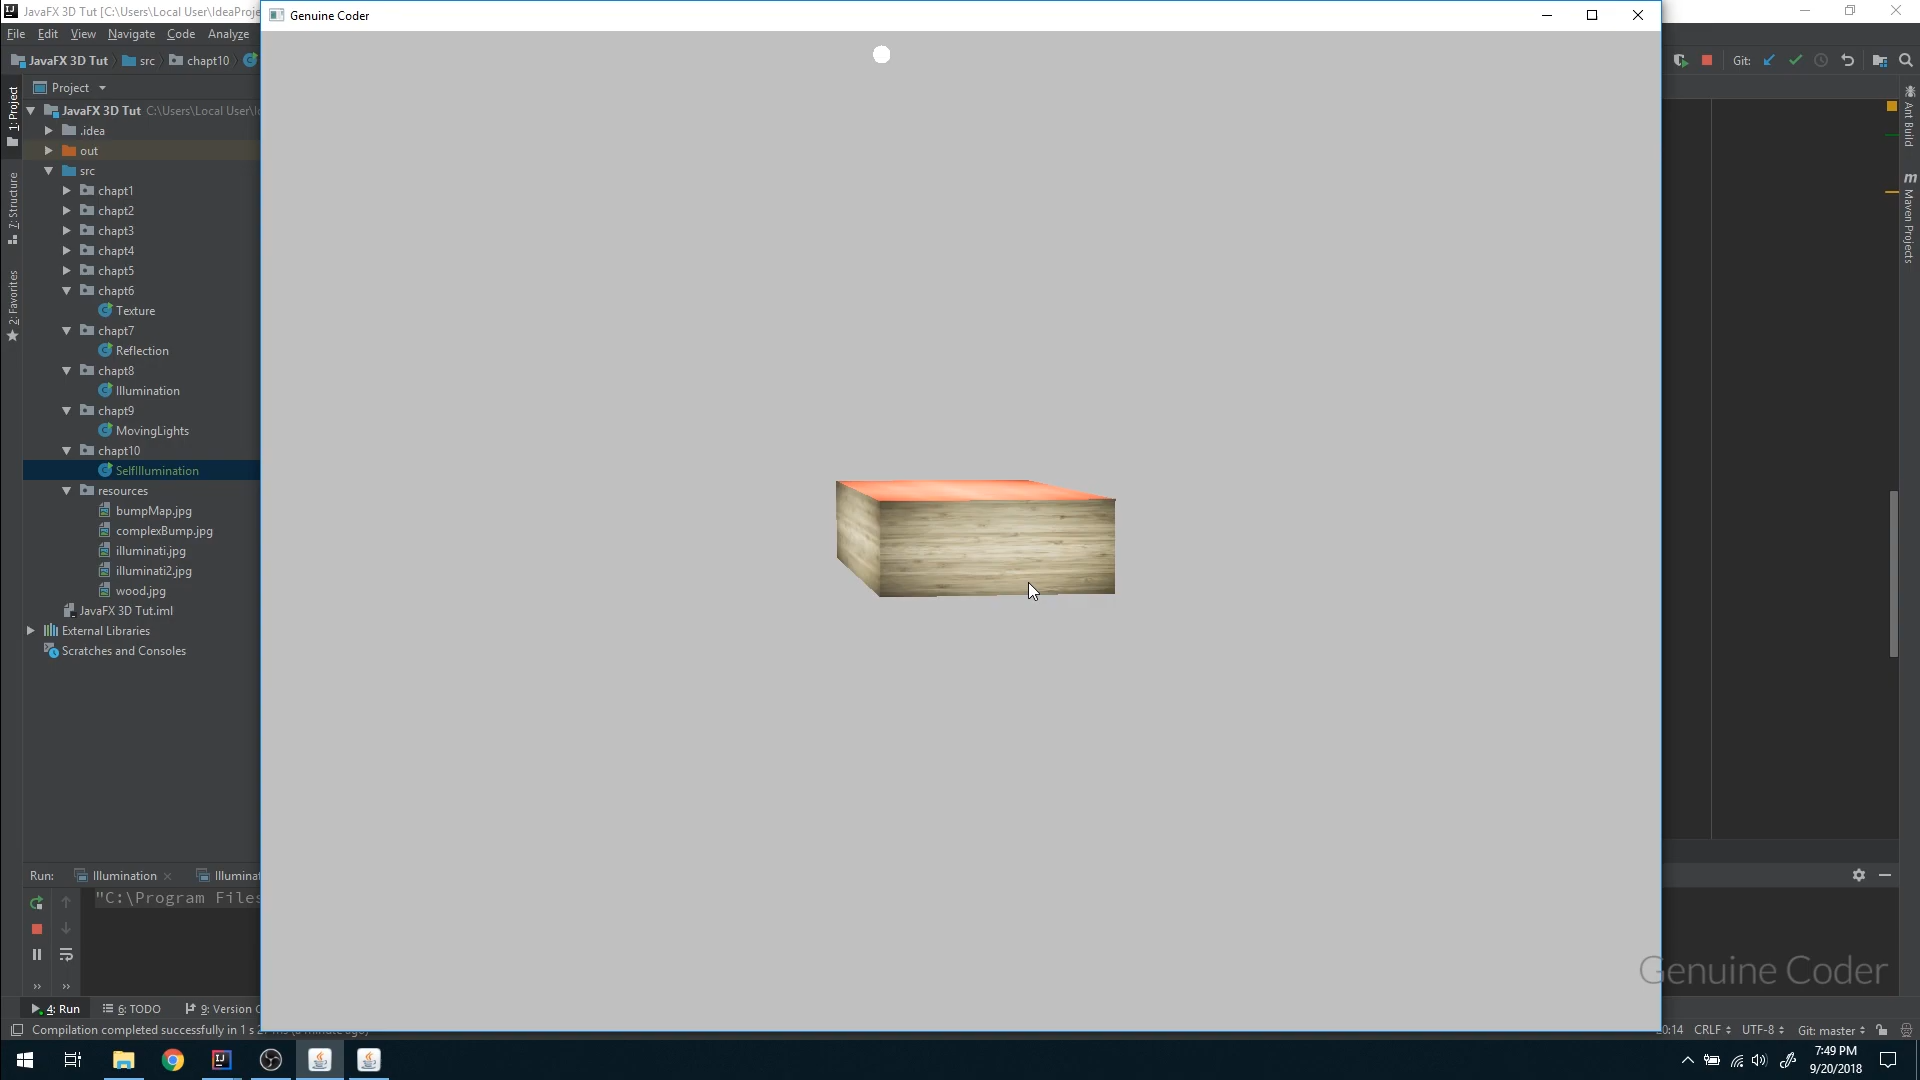 JavaFX 3D Tut [C:\Users\Local User\IdeaProje
Genuine Coder
File Edit View Navigate Code Analyze
JavaFX 3D Tut src chapt10
Git:
Project
1: Project
JavaFX 3D Tut C:\Users\Local User\I
.idea
out
src
chapt1
chapt2
chapt3
chapt4
chapt5
chapt6
Texture
chapt7
Reflection
chapt8
Illumination
chapt9
MovingLights
chapt10
SelfIllumination
resources
bumpMap.jpg
complexBump.jpg
illuminati.jpg
illuminati2.jpg
wood.jpg
JavaFX 3D Tut.iml
External Libraries
Scratches and Consoles
7: Structure
2: Favorites
Ant Build
m Maven Projects
Run: Illumination Illuminat
"C:\Program Files
Genuine Coder
4: Run 6: TODO 9: Version C
Compilation completed successfully in 1 s
:14 CRLF UTF-8 Git: master
7:49 PM
9/20/2018